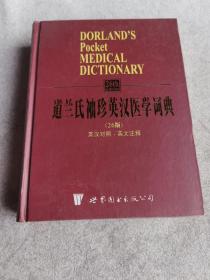 DORLAND'S
Pocket
MEDICAL
DICTIONARY
26th
道兰氏袖珍英汉医学词典
(26版)
英汉对照·英文注释
世界图书出版公司